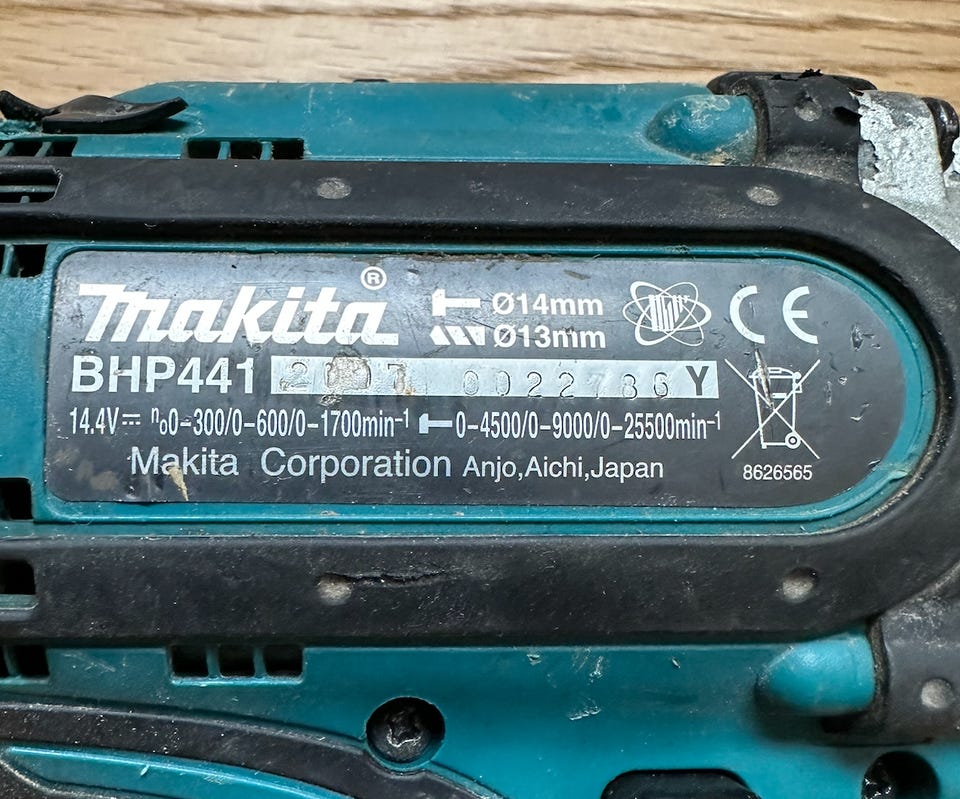 Makita®
Ø14mm
Ø13mm
CE
BHP441 0022786 Y
14.4V⎓ n₀0-300/0-600/0-1700min⁻¹ 0-4500/0-9000/0-25500min⁻¹
Makita Corporation Anjo,Aichi,Japan
8626565